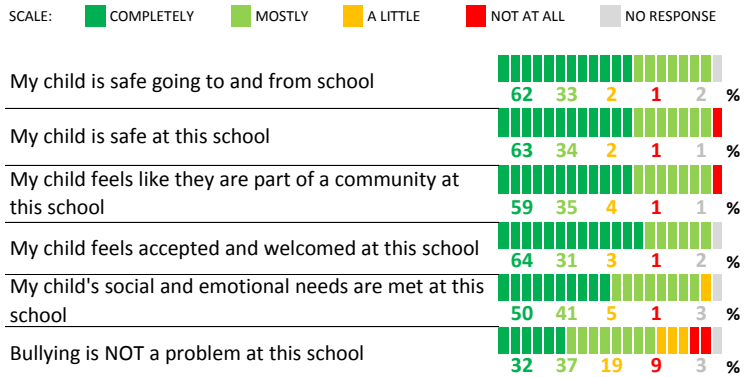 SCALE: COMPLETELY MOSTLY A LITTLE NOT AT ALL NO RESPONSE
My child is safe going to and from school
62 33 2 1 2 %
My child is safe at this school
63 34 2 1 1 %
My child feels like they are part of a community at
this school
59 35 4 1 1 %
My child feels accepted and welcomed at this school
64 31 3 1 2 %
My child's social and emotional needs are met at this
school
50 41 5 1 3 %
Bullying is NOT a problem at this school
32 37 19 9 3 %